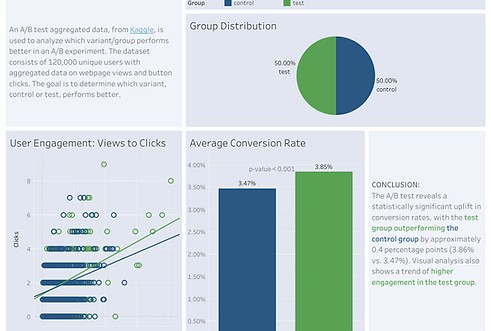 Group control test
An A/B test aggregated data, from Kaggle, is
used to analyze which variant/group performs
better in an A/B experiment. The dataset
consists of 120,000 unique users with
aggregated data on webpage views and button
clicks. The goal is to determine which variant,
control or test, performs better.
Group Distribution
50.00%
test
50.00%
control
User Engagement: Views to Clicks
8
6
4
2
0
Clicks
Average Conversion Rate
4.00%
3.50%
3.00%
2.50%
2.00%
1.50%
1.00%
0.50%
p-value < 0.001
3.47%
3.85%
CONCLUSION:
The A/B test reveals a
statistically significant uplift in
conversion rates, with the test
group outperforming the
control group by approximately
0.4 percentage points (3.86%
vs. 3.47%). Visual analysis also
shows a trend of higher
engagement in the test group.